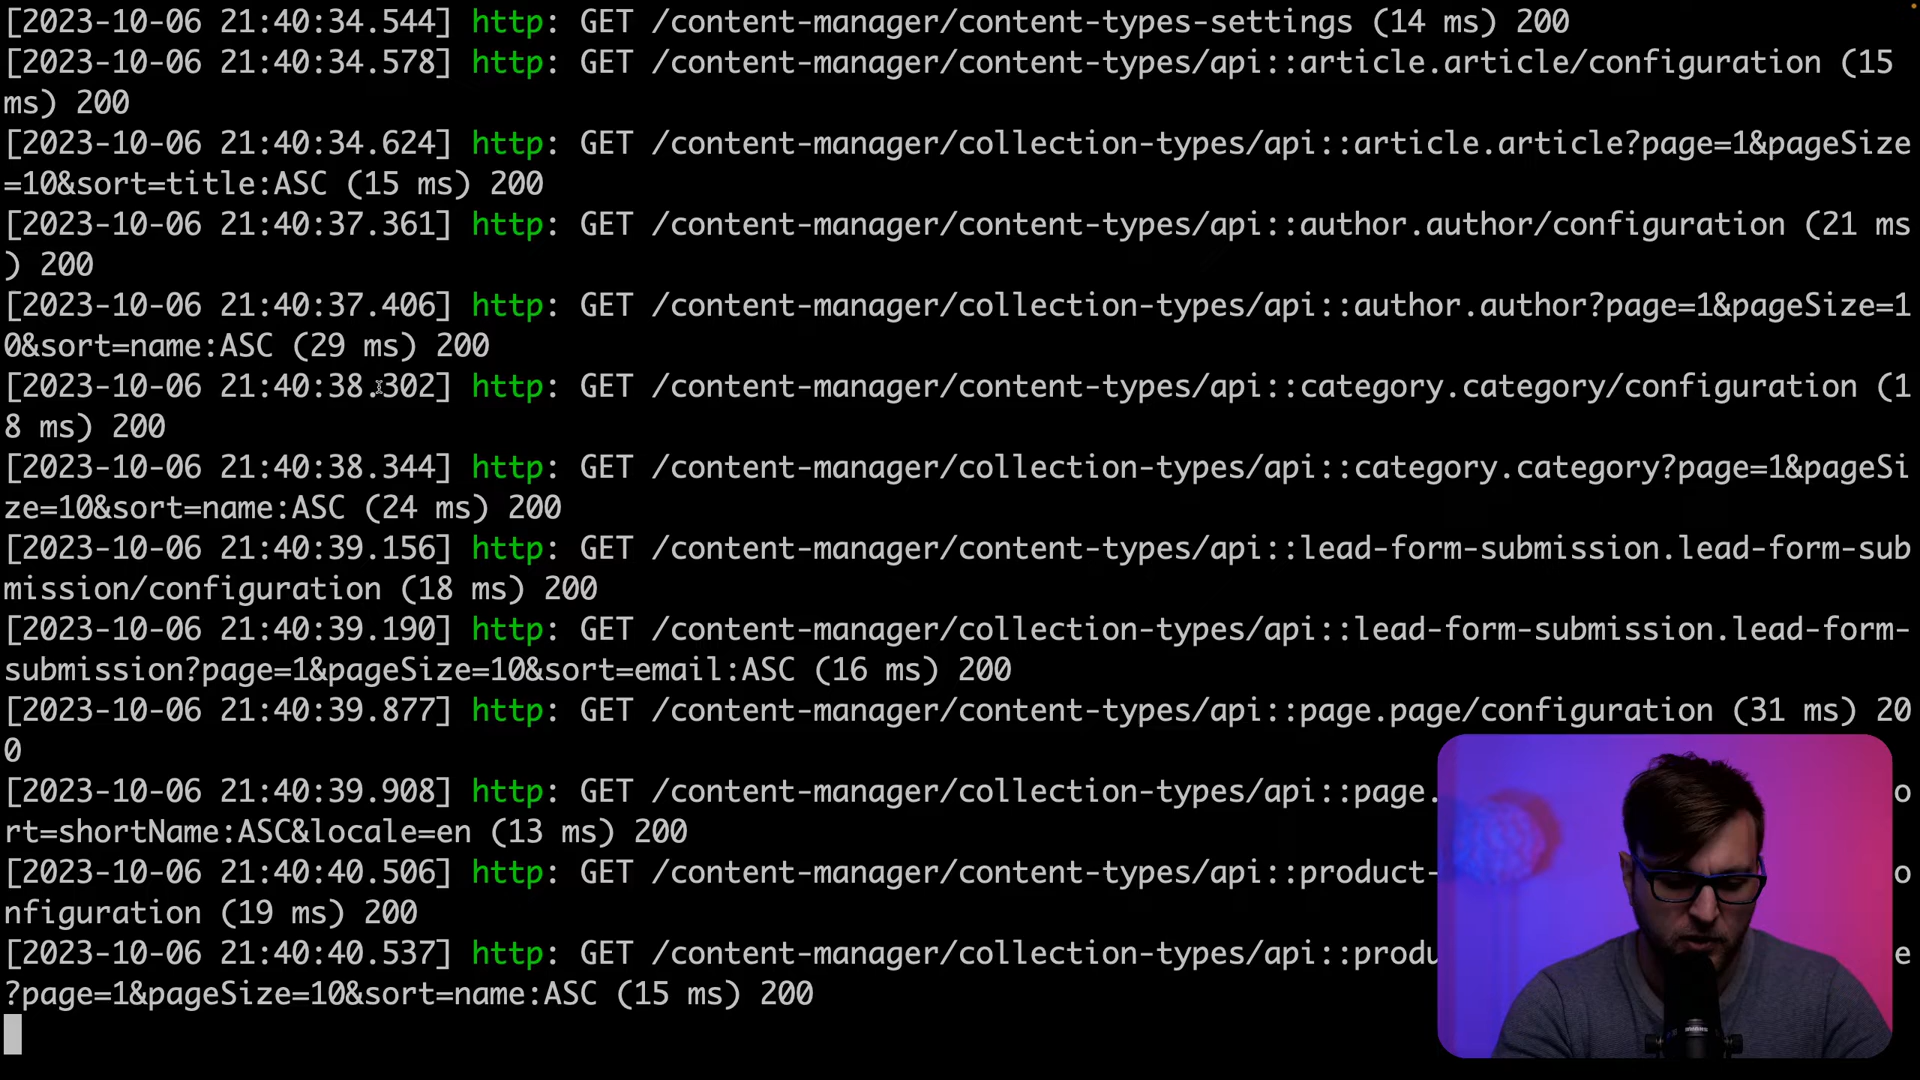 [2023-10-06 21:40:34.544] http: GET /content-manager/content-types-settings (14 ms) 200
[2023-10-06 21:40:34.578] http: GET /content-manager/content-types/api::article.article/configuration (15
ms) 200
[2023-10-06 21:40:34.624] http: GET /content-manager/collection-types/api::article.article?page=1&pageSize
=10&sort=title:ASC (15 ms) 200
[2023-10-06 21:40:37.361] http: GET /content-manager/content-types/api::author.author/configuration (21 ms
) 200
[2023-10-06 21:40:37.406] http: GET /content-manager/collection-types/api::author.author?page=1&pageSize=1
0&sort=name:ASC (29 ms) 200
[2023-10-06 21:40:38.302] http: GET /content-manager/content-types/api::category.category/configuration (1
8 ms) 200
[2023-10-06 21:40:38.344] http: GET /content-manager/collection-types/api::category.category?page=1&pageSi
ze=10&sort=name:ASC (24 ms) 200
[2023-10-06 21:40:39.156] http: GET /content-manager/content-types/api::lead-form-submission.lead-form-sub
mission/configuration (18 ms) 200
[2023-10-06 21:40:39.190] http: GET /content-manager/collection-types/api::lead-form-submission.lead-form-
submission?page=1&pageSize=10&sort=email:ASC (16 ms) 200
[2023-10-06 21:40:39.877] http: GET /content-manager/content-types/api::page.page/configuration (31 ms) 20
0
[2023-10-06 21:40:39.908] http: GET /content-manager/collection-types/api::page. o
rt=shortName:ASC&locale=en (13 ms) 200
[2023-10-06 21:40:40.506] http: GET /content-manager/content-types/api::product- o
nfiguration (19 ms) 200
[2023-10-06 21:40:40.537] http: GET /content-manager/collection-types/api::produ e
?page=1&pageSize=10&sort=name:ASC (15 ms) 200